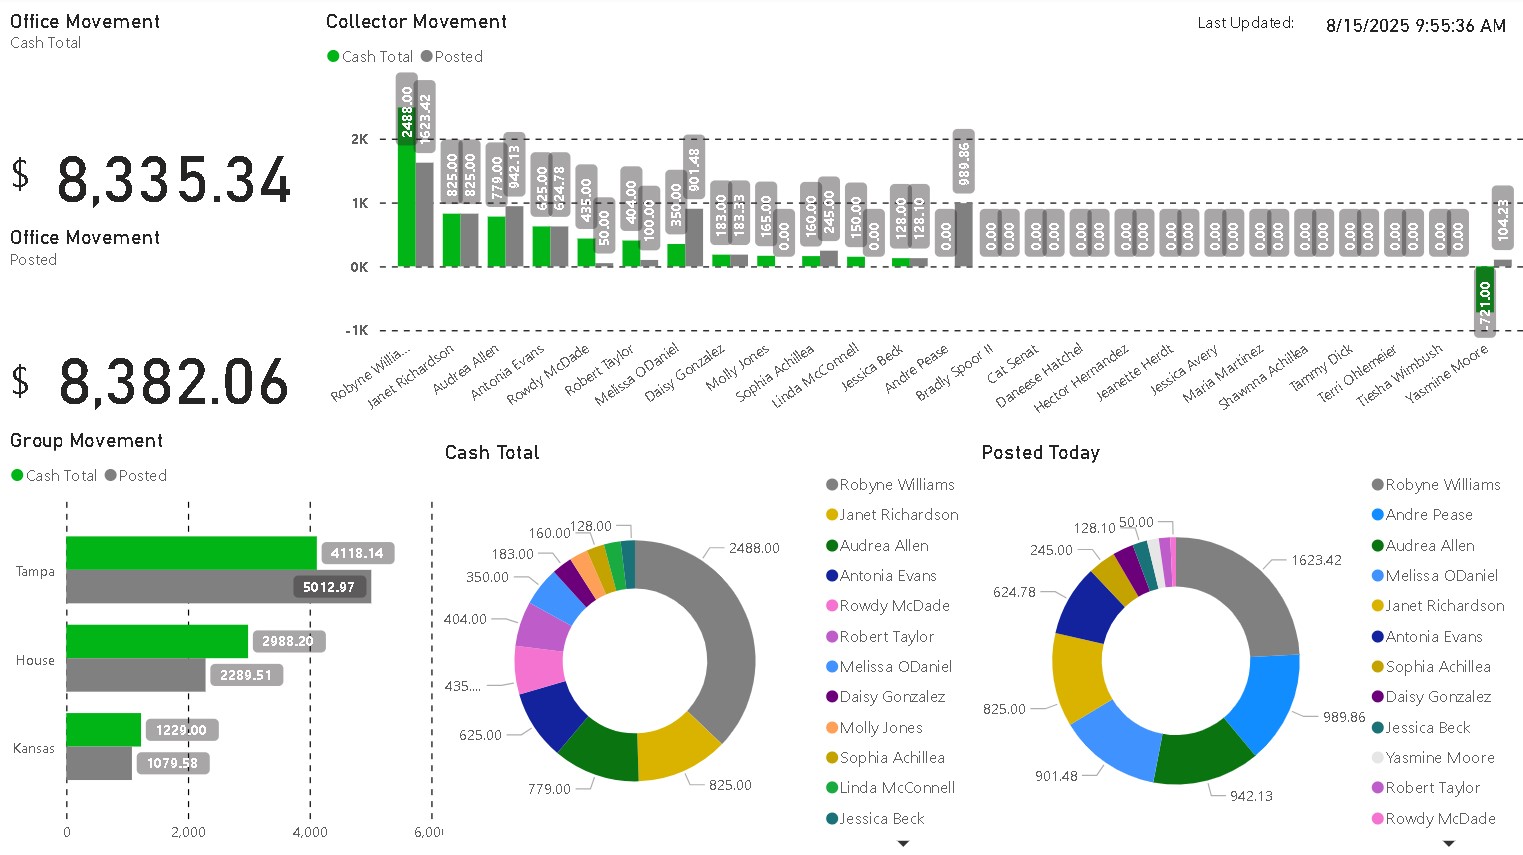 Office Movement
Cash Total
$ 8,335.34
Office Movement
Posted
$ 8,382.06
Collector Movement
Last Updated: 8/15/2025 9:55:36 AM
Cash Total Posted
2K
1K
0K
-1K
2488.00 1623.42
825.00 825.00
779.00 942.13
625.00 624.78
435.00 50.00
404.00 100.00
350.00 901.48
183.00 183.33
165.00 0.00
160.00 245.00
150.00 0.00
128.00 128.10
0.00 989.86
0.00 0.00
0.00 0.00
0.00 0.00
0.00 0.00
0.00 0.00
0.00 0.00
0.00 0.00
0.00 0.00
0.00 0.00
0.00 0.00
0.00 0.00
-721.00 104.23
Robyne Willia...
Janet Richardson
Audrea Allen
Antonia Evans
Rowdy McDade
Robert Taylor
Melissa ODaniel
Daisy Gonzalez
Molly Jones
Sophia Achillea
Linda McConnell
Jessica Beck
Andre Pease
Bradly Spoor II
Cat Senat
Daneese Hatchel
Hector Hernandez
Jeanette Herdt
Jessica Avery
Maria Martinez
Shawnna Achillea
Tammy Dick
Terri Ohlemeier
Tiesha Wimbush
Yasmine Moore
Group Movement
Cash Total Posted
Tampa
4118.14
5012.97
House
2988.20
2289.51
Kansas
1229.00
1079.58
0 2,000 4,000
Cash Total
2488.00
825.00
779.00
625.00
435....
404.00
350.00
183.00
160.00
128.00
Robyne Williams
Janet Richardson
Audrea Allen
Antonia Evans
Rowdy McDade
Robert Taylor
Melissa ODaniel
Daisy Gonzalez
Molly Jones
Sophia Achillea
Linda McConnell
Jessica Beck
Posted Today
1623.42
989.86
942.13
901.48
825.00
624.78
245.00
128.10
50.00
Robyne Williams
Andre Pease
Audrea Allen
Melissa ODaniel
Janet Richardson
Antonia Evans
Sophia Achillea
Daisy Gonzalez
Jessica Beck
Yasmine Moore
Robert Taylor
Rowdy McDade